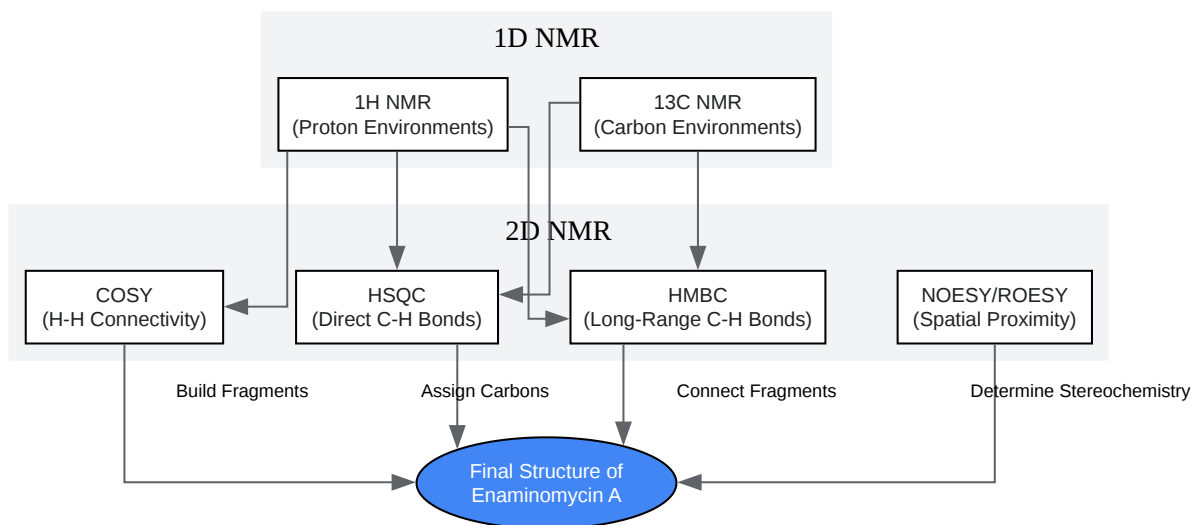 1D NMR
1H NMR
(Proton Environments)
13C NMR
(Carbon Environments)
2D NMR
COSY
(H-H Connectivity)
HSQC
(Direct C-H Bonds)
HMBC
(Long-Range C-H Bonds)
NOESY/ROESY
(Spatial Proximity)
Build Fragments
Assign Carbons
Connect Fragments
Determine Stereochemistry
Final Structure of
Enaminomycin A